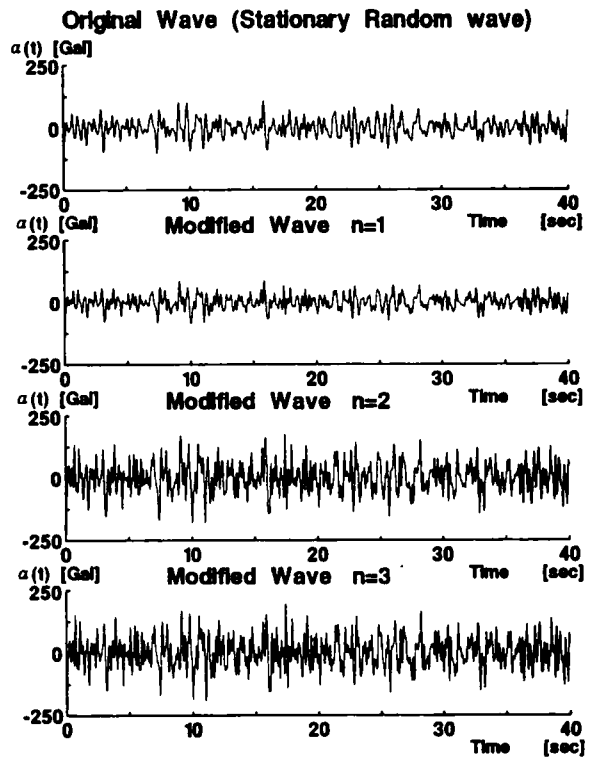 Original Wave (Stationary Random wave)
α(t) [Gal]
250
0
-250
0 10 20 30 40
Time [sec]
α(t) [Gal] Modified Wave n=1
250
0
-250
0 10 20 30 40
Time [sec]
α(t) [Gal] Modified Wave n=2
250
0
-250
0 10 20 30 40
Time [sec]
α(t) [Gal] Modified Wave n=3
250
0
-250
0 10 20 30 40
Time [sec]